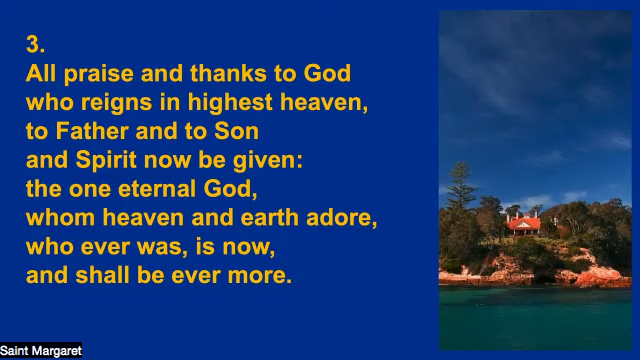 3.
All praise and thanks to God
who reigns in highest heaven,
to Father and to Son
and Spirit now be given:
the one eternal God,
whom heaven and earth adore,
who ever was, is now,
and shall be ever more.
Saint Margaret